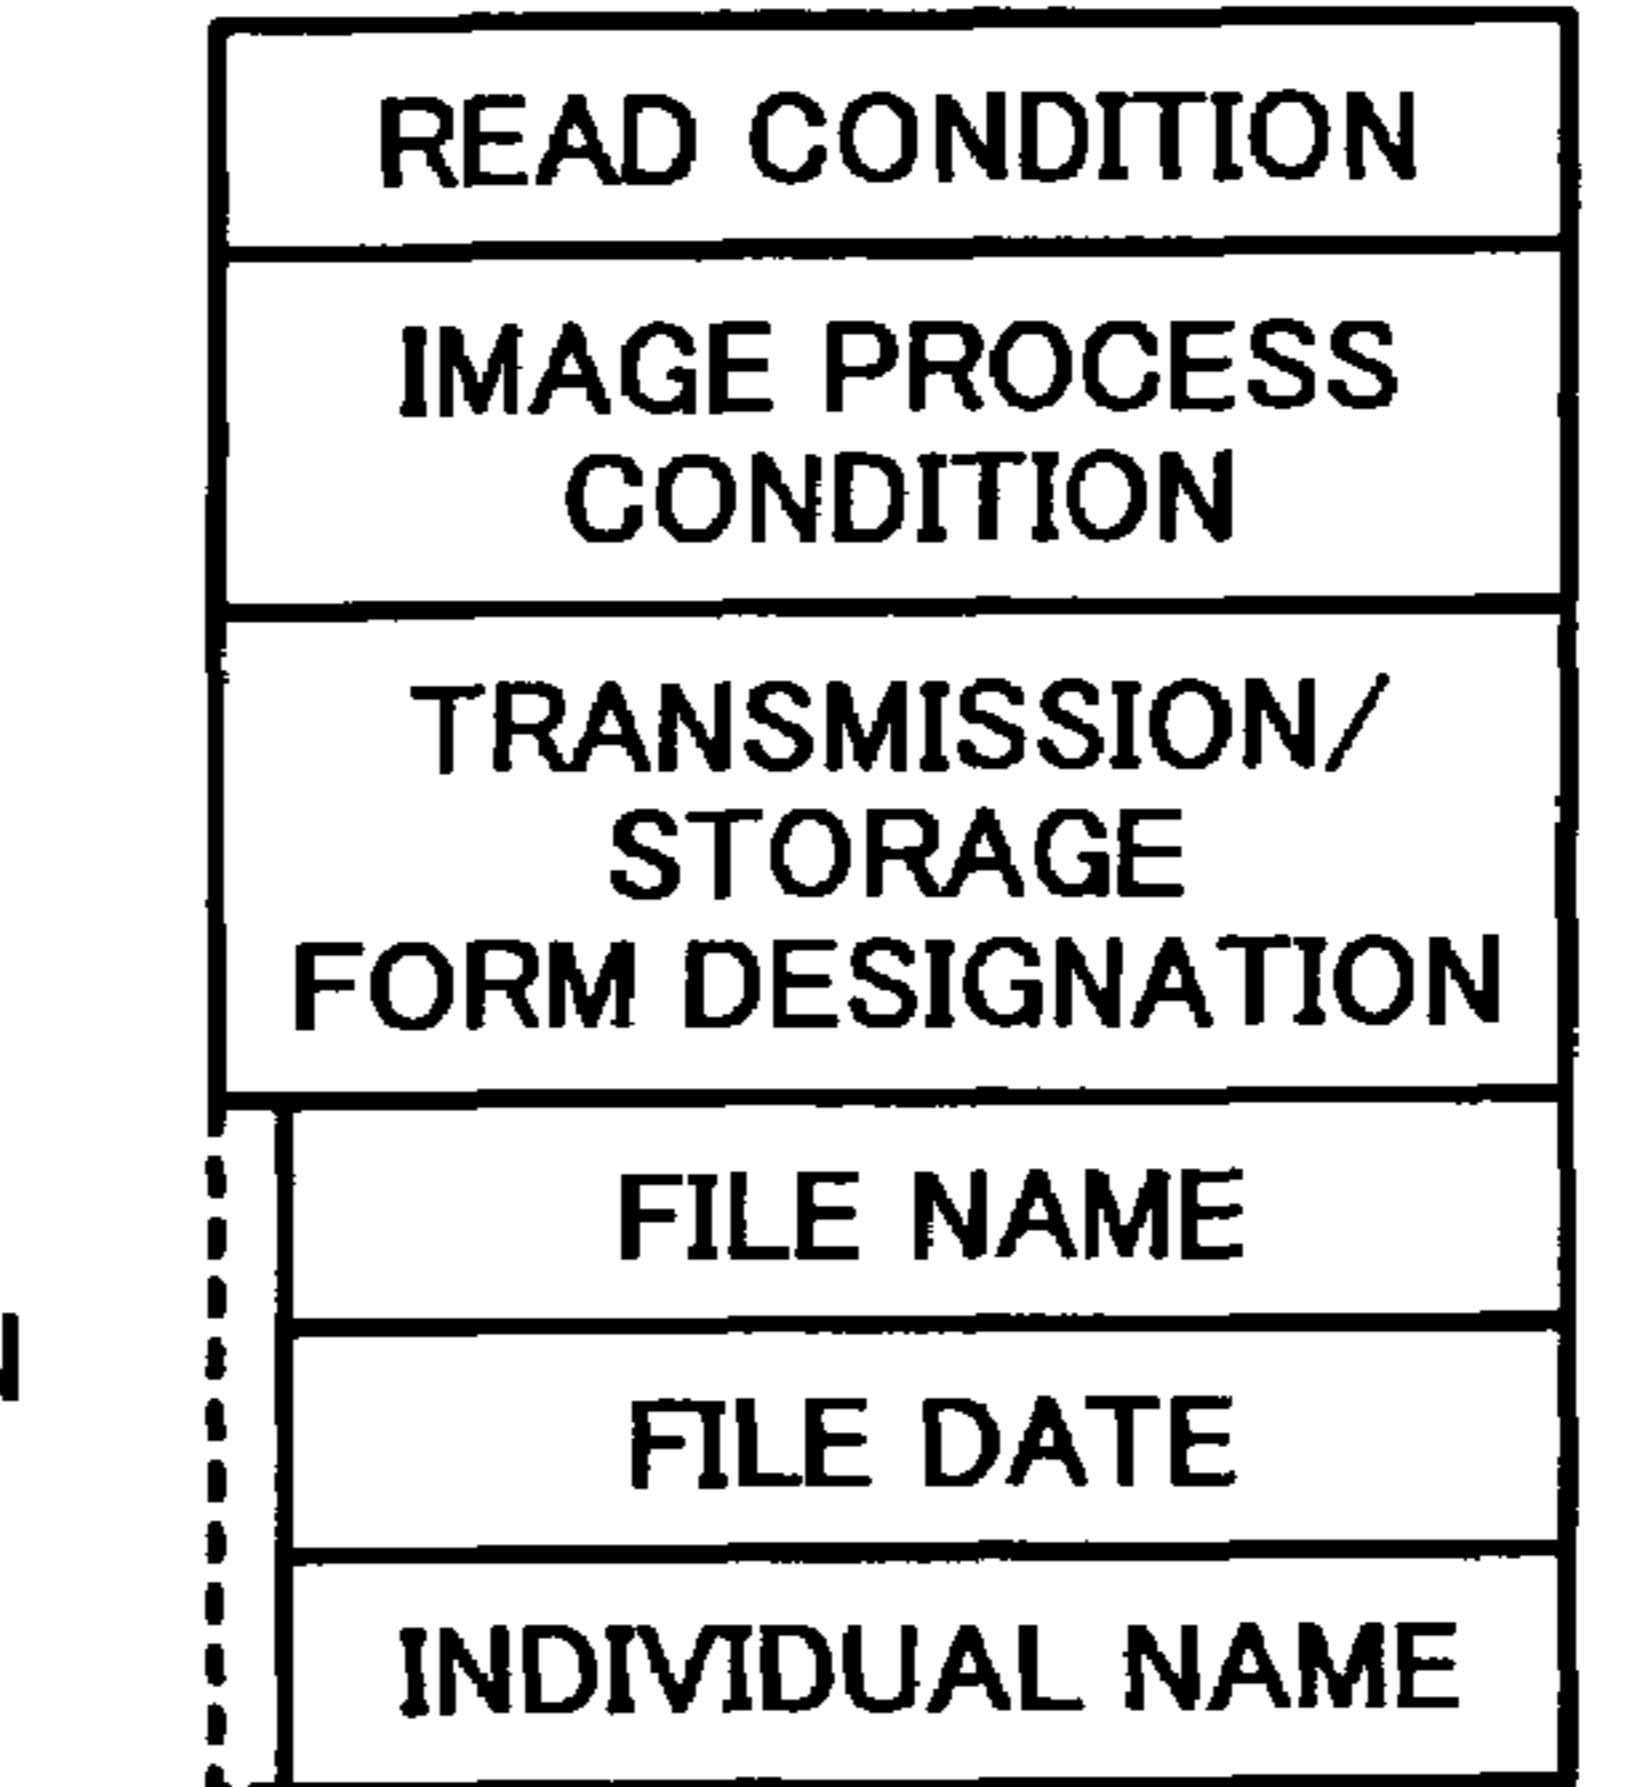 READ CONDITION
IMAGE PROCESS
CONDITION
TRANSMISSION/
STORAGE
FORM DESIGNATION
FILE NAME
FILE DATE
INDIVIDUAL NAME